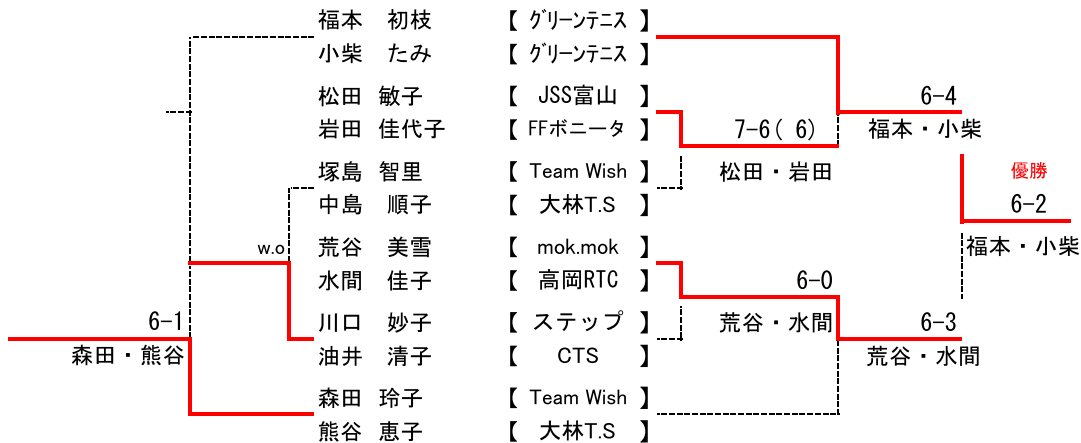 福本 初枝 【 グリーンテニス 】
小柴 たみ 【 グリーンテニス 】
松田 敏子 【 JSS富山 】
6-4
岩田 佳代子 【 FFボニータ 】
7-6( 6)
福本・小柴
塚島 智里 【 Team Wish 】
松田・岩田
優勝
中島 順子 【 大林T.S 】
6-2
w.o
荒谷 美雪 【 mok.mok 】
福本・小柴
水間 佳子 【 高岡RTC 】
6-0
6-1
川口 妙子 【 ステップ 】
荒谷・水間
6-3
森田・熊谷
油井 清子 【 CTS 】
荒谷・水間
森田 玲子 【 Team Wish 】
熊谷 恵子 【 大林T.S 】